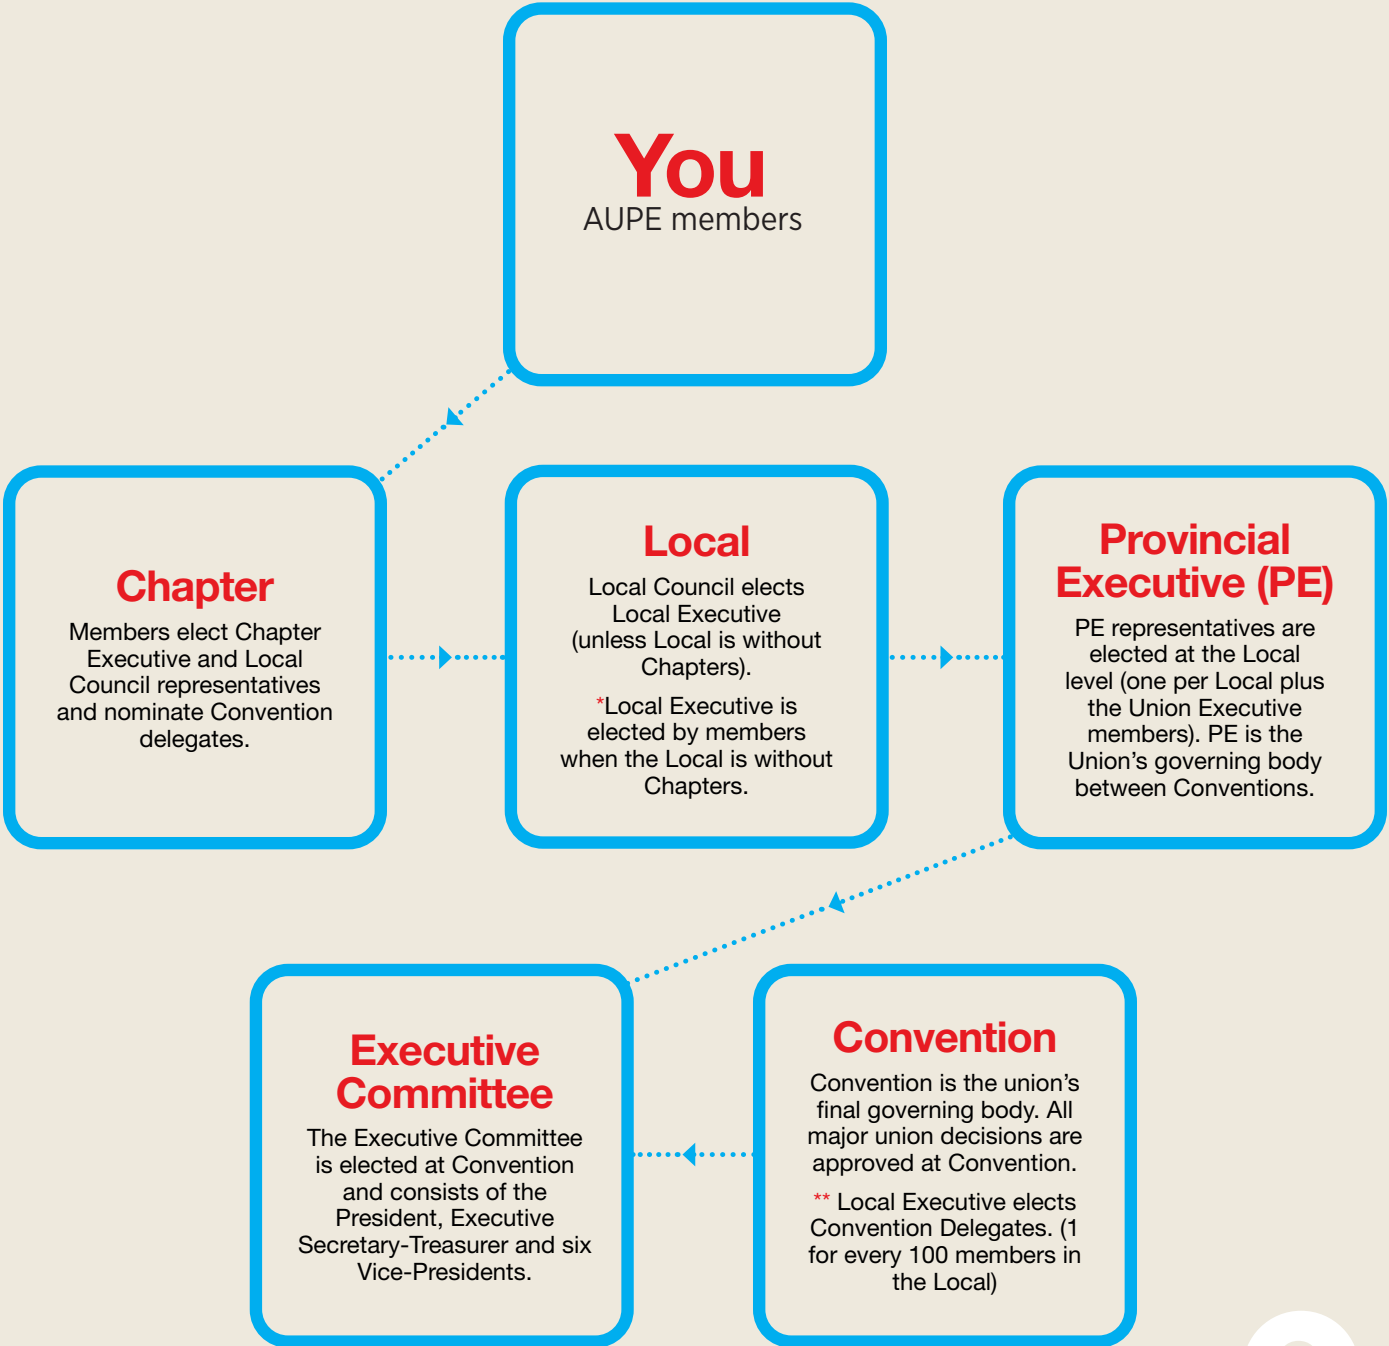 You
AUPE members
Chapter
Members elect Chapter
Executive and Local
Council representatives
and nominate Convention
delegates.
Local
Local Council elects
Local Executive
(unless Local is without
Chapters).
*Local Executive is
elected by members
when the Local is without
Chapters.
Provincial
Executive (PE)
PE representatives are
elected at the Local
level (one per Local plus
the Union Executive
members). PE is the
Union’s governing body
between Conventions.
Executive
Committee
The Executive Committee
is elected at Convention
and consists of the
President, Executive
Secretary-Treasurer and six
Vice-Presidents.
Convention
Convention is the union’s
final governing body. All
major union decisions are
approved at Convention.
** Local Executive elects
Convention Delegates. (1
for every 100 members in
the Local)